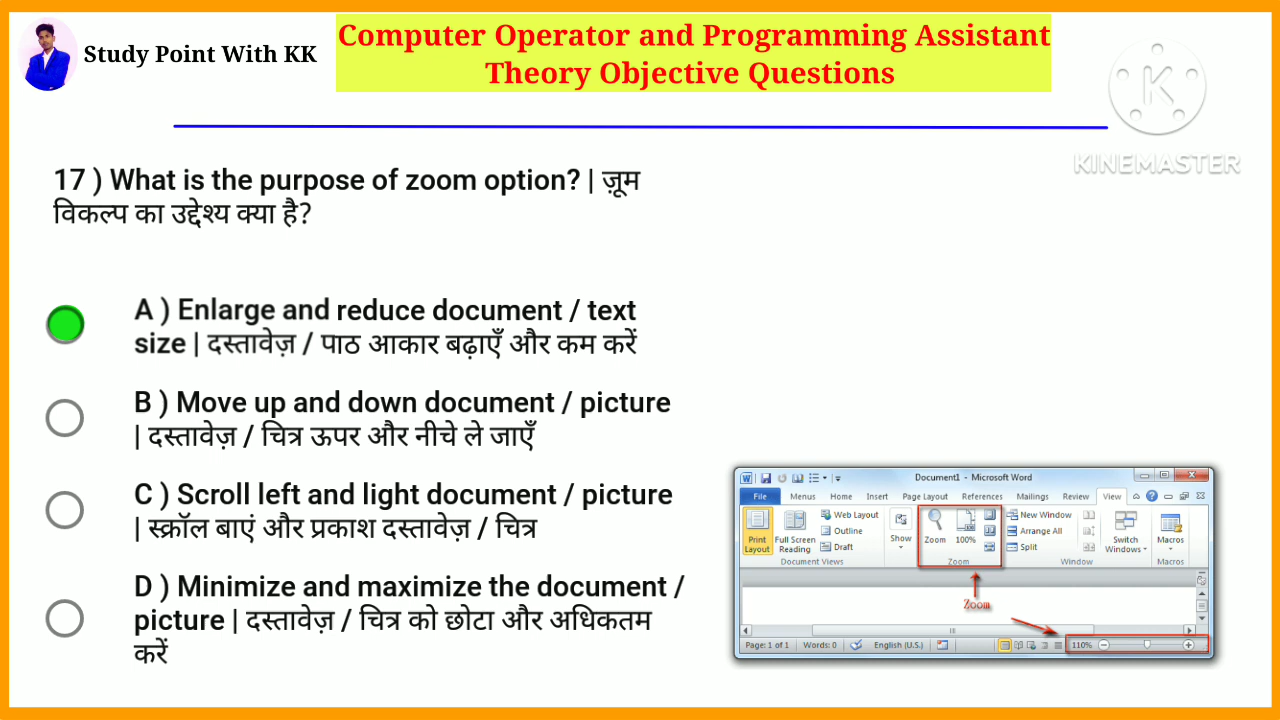 Study Point With KK
Computer Operator and Programming Assistant
Theory Objective Questions
K
KINEMASTER
17 ) What is the purpose of zoom option? | ज़ूम
विकल्प का उद्देश्य क्या है?
A ) Enlarge and reduce document / text
size | दस्तावेज़ / पाठ आकार बढ़ाएँ और कम करें
B ) Move up and down document / picture
| दस्तावेज़ / चित्र ऊपर और नीचे ले जाएँ
C ) Scroll left and light document / picture
| स्क्रॉल बाएं और प्रकाश दस्तावेज़ / चित्र
D ) Minimize and maximize the document /
picture | दस्तावेज़ / चित्र को छोटा और अधिकतम
करें
Document1 - Microsoft Word
File Menus Home Insert Page Layout References Mailings Review View
Print Layout
Full Screen Reading
Web Layout
Outline
Draft
Document Views
Show
Zoom
100%
Zoom
New Window
Arrange All
Split
Switch Windows
Window
Macros
Macros
Zoom
Page: 1 of 1 Words: 0 English (U.S.) 110%